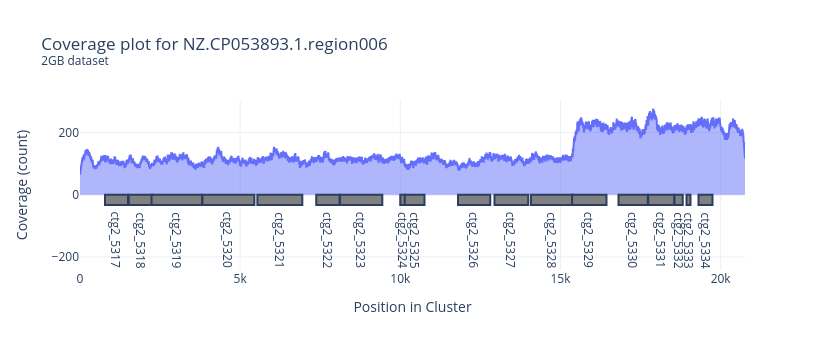 Coverage plot for NZ.CP053893.1.region006
2GB dataset
Coverage (count)
200
0
−200
ctg2_5317
ctg2_5318
ctg2_5319
ctg2_5320
ctg2_5321
ctg2_5322
ctg2_5323
ctg2_5324
ctg2_5325
ctg2_5326
ctg2_5327
ctg2_5328
ctg2_5329
ctg2_5330
ctg2_5331
ctg2_5332
ctg2_5333
ctg2_5334
0
5k
10k
15k
20k
Position in Cluster